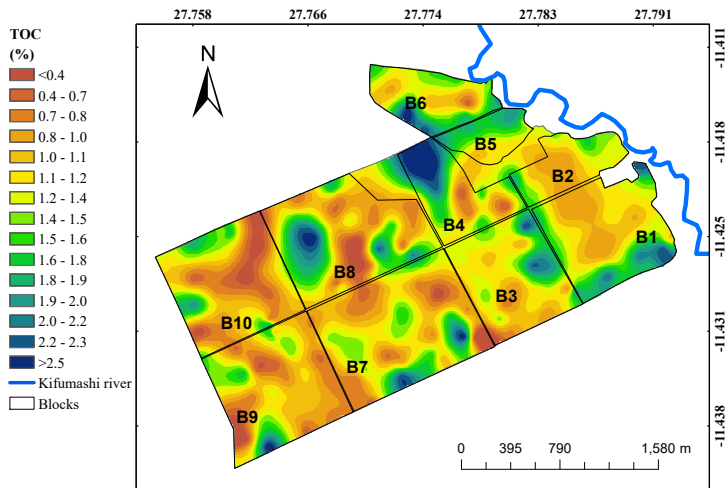 27.758 27.766 27.774 27.783 27.791
TOC
(%)
<0.4
0.4 - 0.7
0.7 - 0.8
0.8 - 1.0
1.0 - 1.1
1.1 - 1.2
1.2 - 1.4
1.4 - 1.5
1.5 - 1.6
1.6 - 1.8
1.8 - 1.9
1.9 - 2.0
2.0 - 2.2
2.2 - 2.3
>2.5
Kifumashi river
Blocks
N
B6
B5
B2
B4
B1
B8
B3
B10
B7
B9
-11.411
-11.418
-11.425
-11.431
-11.438
0 395 790 1,580 m